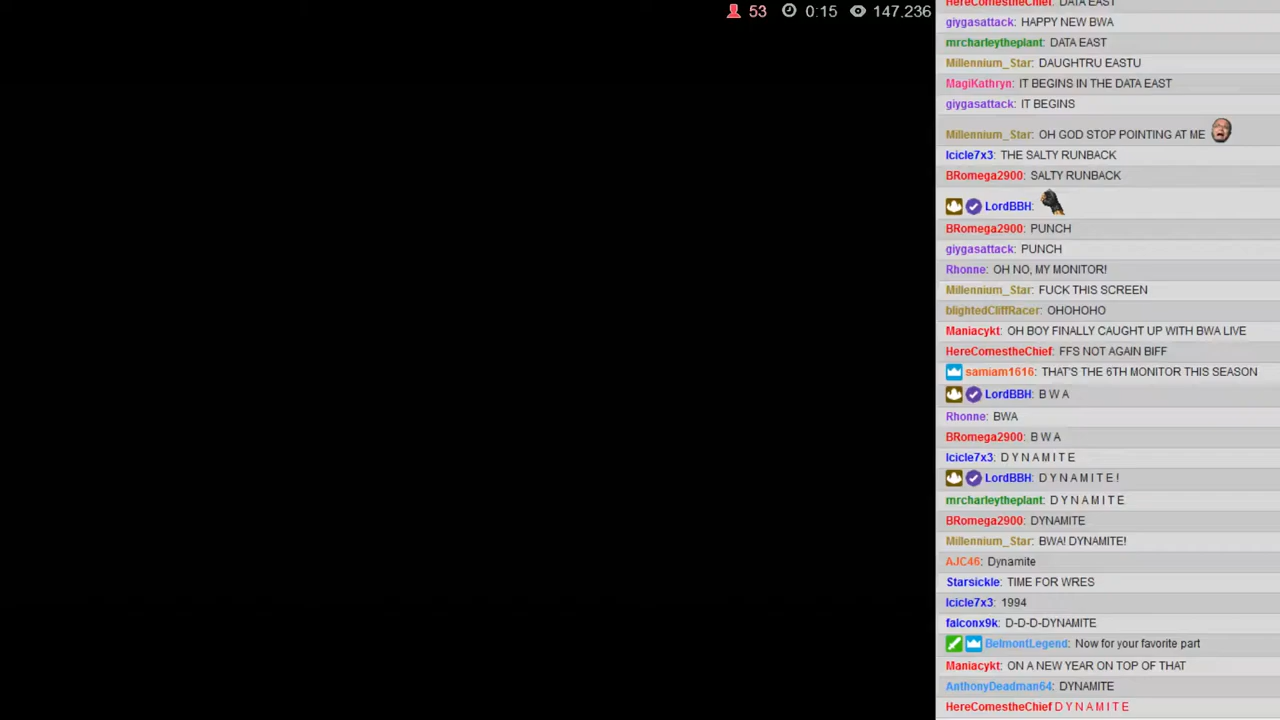 53 0:15 147.236
HereComestheChief: DATA EAST
giygasattack: HAPPY NEW BWA
mrcharleytheplant: DATA EAST
Millennium_Star: DAUGHTRU EASTU
MagiKathryn: IT BEGINS IN THE DATA EAST
giygasattack: IT BEGINS
Millennium_Star: OH GOD STOP POINTING AT ME
Icicle7x3: THE SALTY RUNBACK
BRomega2900: SALTY RUNBACK
LordBBH:
BRomega2900: PUNCH
giygasattack: PUNCH
Rhonne: OH NO, MY MONITOR!
Millennium_Star: FUCK THIS SCREEN
blightedCliffRacer: OHOHOHO
Maniacykt: OH BOY FINALLY CAUGHT UP WITH BWA LIVE
HereComestheChief: FFS NOT AGAIN BIFF
samiam1616: THAT'S THE 6TH MONITOR THIS SEASON
LordBBH: B W A
Rhonne: BWA
BRomega2900: B W A
Icicle7x3: D Y N A M I T E
LordBBH: D Y N A M I T E !
mrcharleytheplant: D Y N A M I T E
BRomega2900: DYNAMITE
Millennium_Star: BWA! DYNAMITE!
AJC46: Dynamite
Starsickle: TIME FOR WRES
Icicle7x3: 1994
falconx9k: D-D-D-DYNAMITE
BelmontLegend: Now for your favorite part
Maniacykt: ON A NEW YEAR ON TOP OF THAT
AnthonyDeadman64: DYNAMITE
HereComestheChief D Y N A M I T E